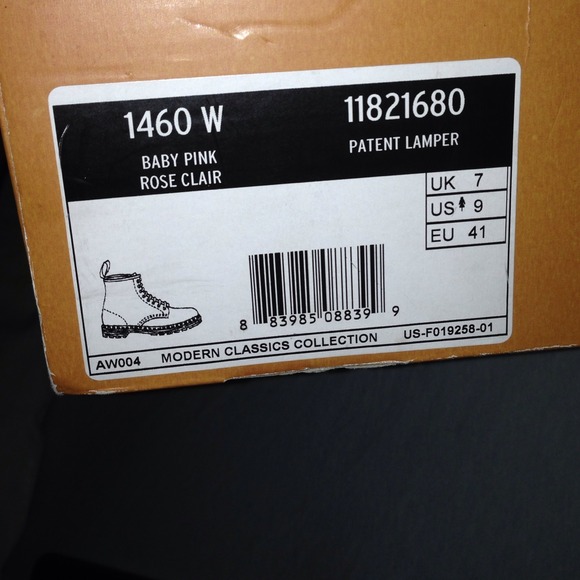 1460 W
11821680
BABY PINK
ROSE CLAIR
PATENT LAMPER
UK 7
US 9
EU 41
8 83985 08839 9
AW004
MODERN CLASSICS COLLECTION
US-F019258-01